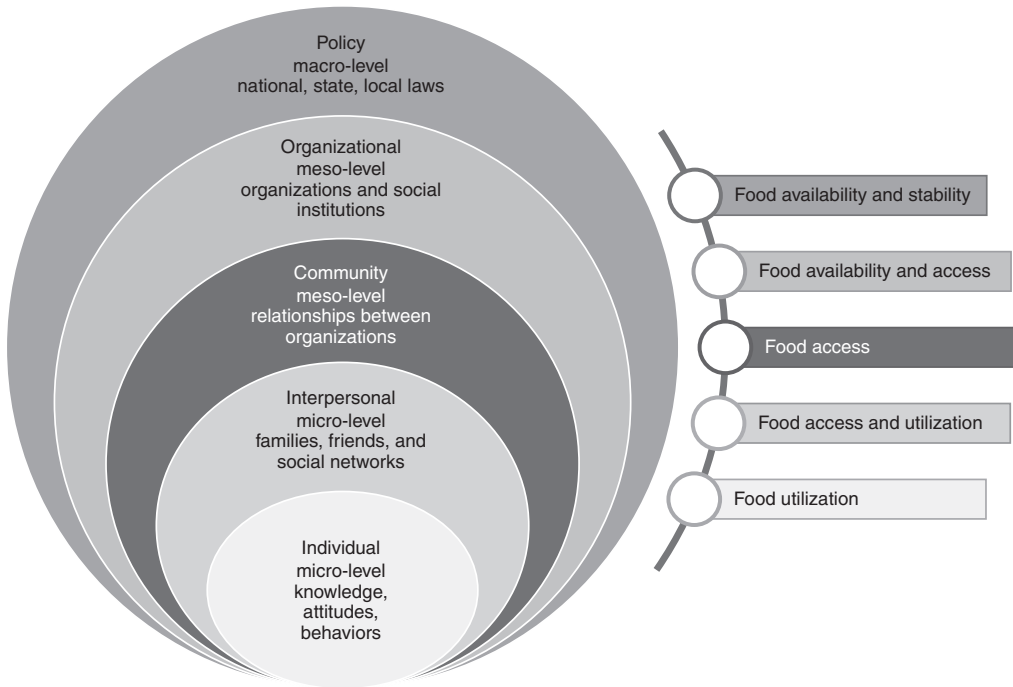 Policy
macro-level
national, state, local laws
Organizational
meso-level
organizations and social
institutions
Community
meso-level
relationships between
organizations
Interpersonal
micro-level
families, friends, and
social networks
Individual
micro-level
knowledge,
attitudes,
behaviors
Food availability and stability
Food availability and access
Food access
Food access and utilization
Food utilization